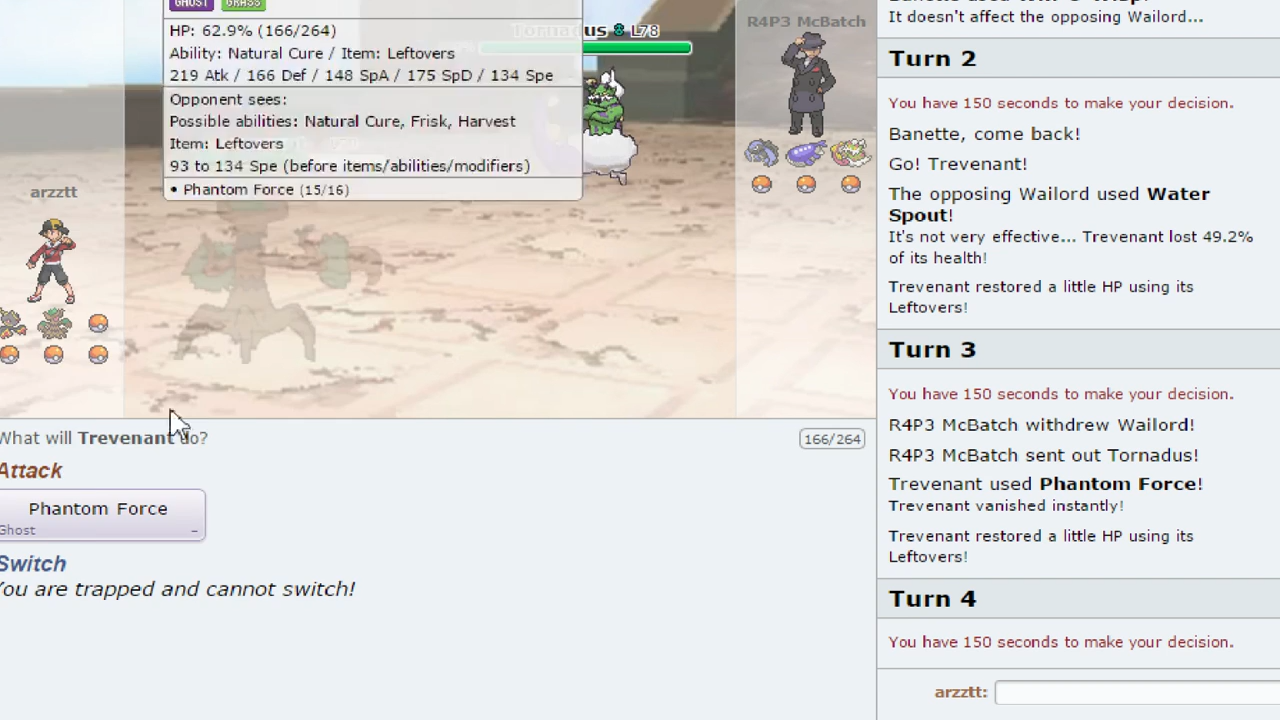 GHOST GRASS
HP: 62.9% (166/264)
Ability: Natural Cure / Item: Leftovers
219 Atk / 166 Def / 148 SpA / 175 SpD / 134 Spe
Opponent sees:
Possible abilities: Natural Cure, Frisk, Harvest
Item: Leftovers
93 to 134 Spe (before items/abilities/modifiers)
• Phantom Force (15/16)
Tornadus L78
R4P3 McBatch
arzztt
What will Trevenant do?
166/264
Attack
Phantom Force
Ghost –
Switch
You are trapped and cannot switch!
It doesn't affect the opposing Wailord...
Turn 2
You have 150 seconds to make your decision.
Banette, come back!
Go! Trevenant!
The opposing Wailord used Water
Spout!
It's not very effective... Trevenant lost 49.2%
of its health!
Trevenant restored a little HP using its
Leftovers!
Turn 3
You have 150 seconds to make your decision.
R4P3 McBatch withdrew Wailord!
R4P3 McBatch sent out Tornadus!
Trevenant used Phantom Force!
Trevenant vanished instantly!
Trevenant restored a little HP using its
Leftovers!
Turn 4
You have 150 seconds to make your decision.
arzztt: